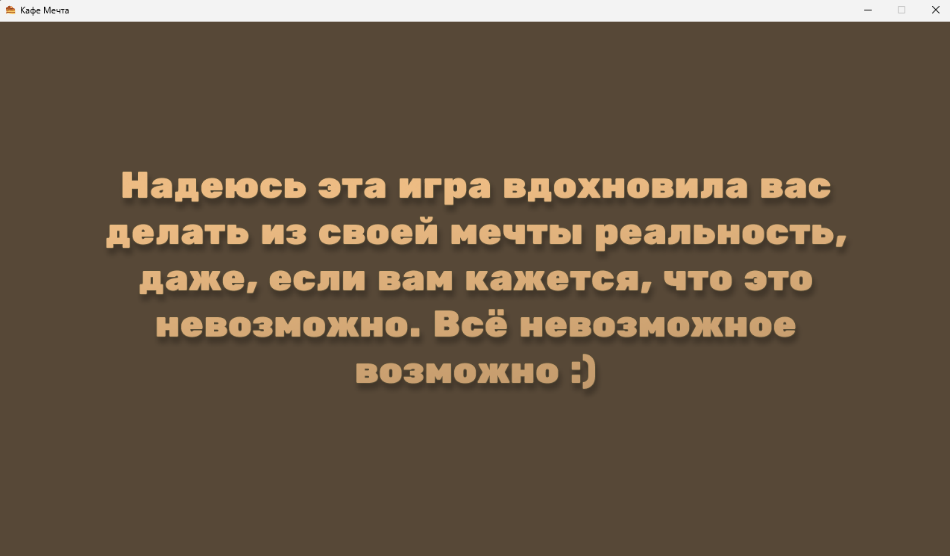 Кафе Мечта
Надеюсь эта игра вдохновила вас
делать из своей мечты реальность,
даже, если вам кажется, что это
невозможно. Всё невозможное
возможно :)